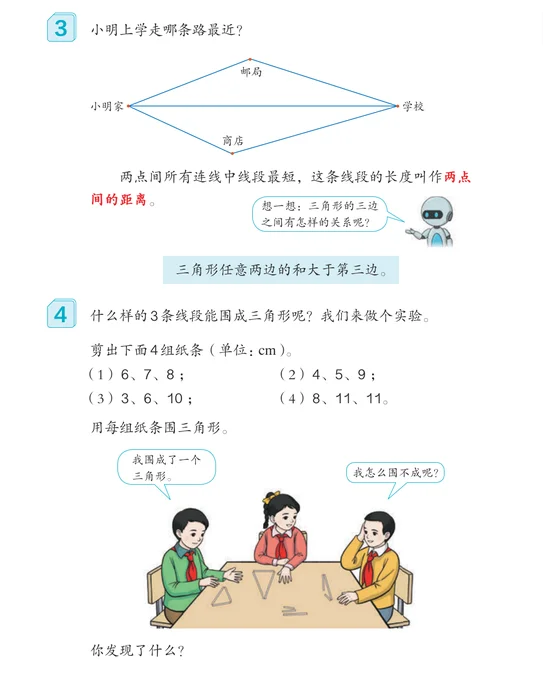 3 小明上学走哪条路最近？
邮局
小明家
学校
商店
两点间所有连线中线段最短，这条线段的长度叫作两点
间的距离。
想一想：三角形的三边
之间有怎样的关系呢？
三角形任意两边的和大于第三边。
4 什么样的3条线段能围成三角形呢？我们来做个实验。
剪出下面4组纸条（单位：cm）。
（1）6、7、8； （2）4、5、9；
（3）3、6、10； （4）8、11、11。
用每组纸条围三角形。
我围成了一个
三角形。
我怎么围不成呢？
你发现了什么？